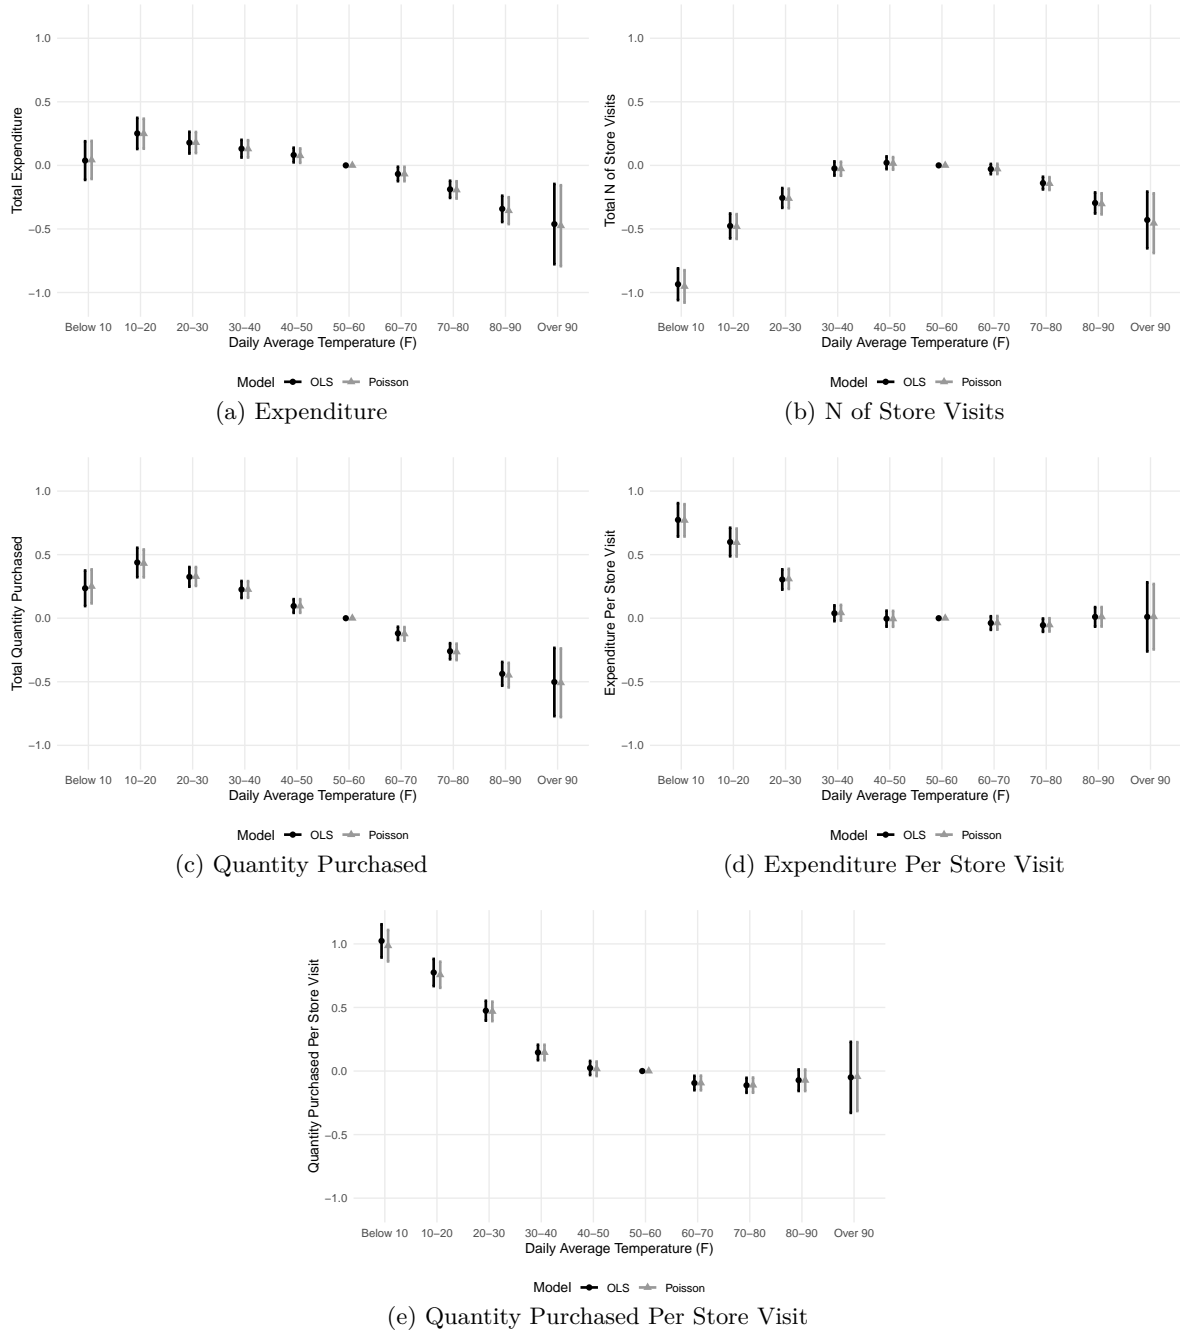 Total Expenditure
1.0
0.5
0.0
−0.5
−1.0
Below 10 10−20 20−30 30−40 40−50 50−60 60−70 70−80 80−90 Over 90
Daily Average Temperature (F)
Model OLS Poisson
(a) Expenditure
Total N of Store Visits
1.0
0.5
0.0
−0.5
−1.0
Below 10 10−20 20−30 30−40 40−50 50−60 60−70 70−80 80−90 Over 90
Daily Average Temperature (F)
Model OLS Poisson
(b) N of Store Visits
Total Quantity Purchased
1.0
0.5
0.0
−0.5
−1.0
Below 10 10−20 20−30 30−40 40−50 50−60 60−70 70−80 80−90 Over 90
Daily Average Temperature (F)
Model OLS Poisson
(c) Quantity Purchased
Expenditure Per Store Visit
1.0
0.5
0.0
−0.5
−1.0
Below 10 10−20 20−30 30−40 40−50 50−60 60−70 70−80 80−90 Over 90
Daily Average Temperature (F)
Model OLS Poisson
(d) Expenditure Per Store Visit
Quantity Purchased Per Store Visit
1.0
0.5
0.0
−0.5
−1.0
Below 10 10−20 20−30 30−40 40−50 50−60 60−70 70−80 80−90 Over 90
Daily Average Temperature (F)
Model OLS Poisson
(e) Quantity Purchased Per Store Visit